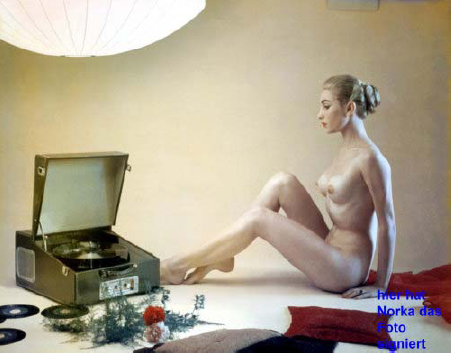 hier hat
Norka das
Foto
signiert